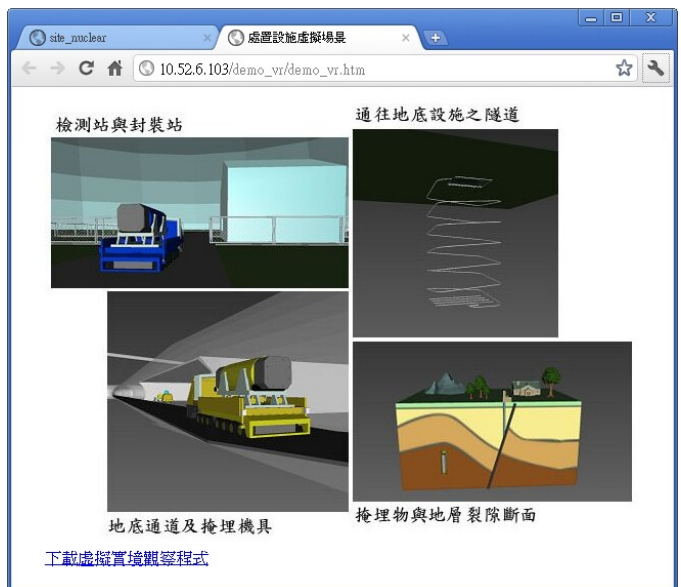 site_nuclear
處置設施虛擬場景
10.52.6.103/demo_vr/demo_vr.htm
檢測站與封裝站
通往地底設施之隧道
地底通道及掩埋機具
掩埋物與地層裂隙斷面
下載虛擬實境觀察程式